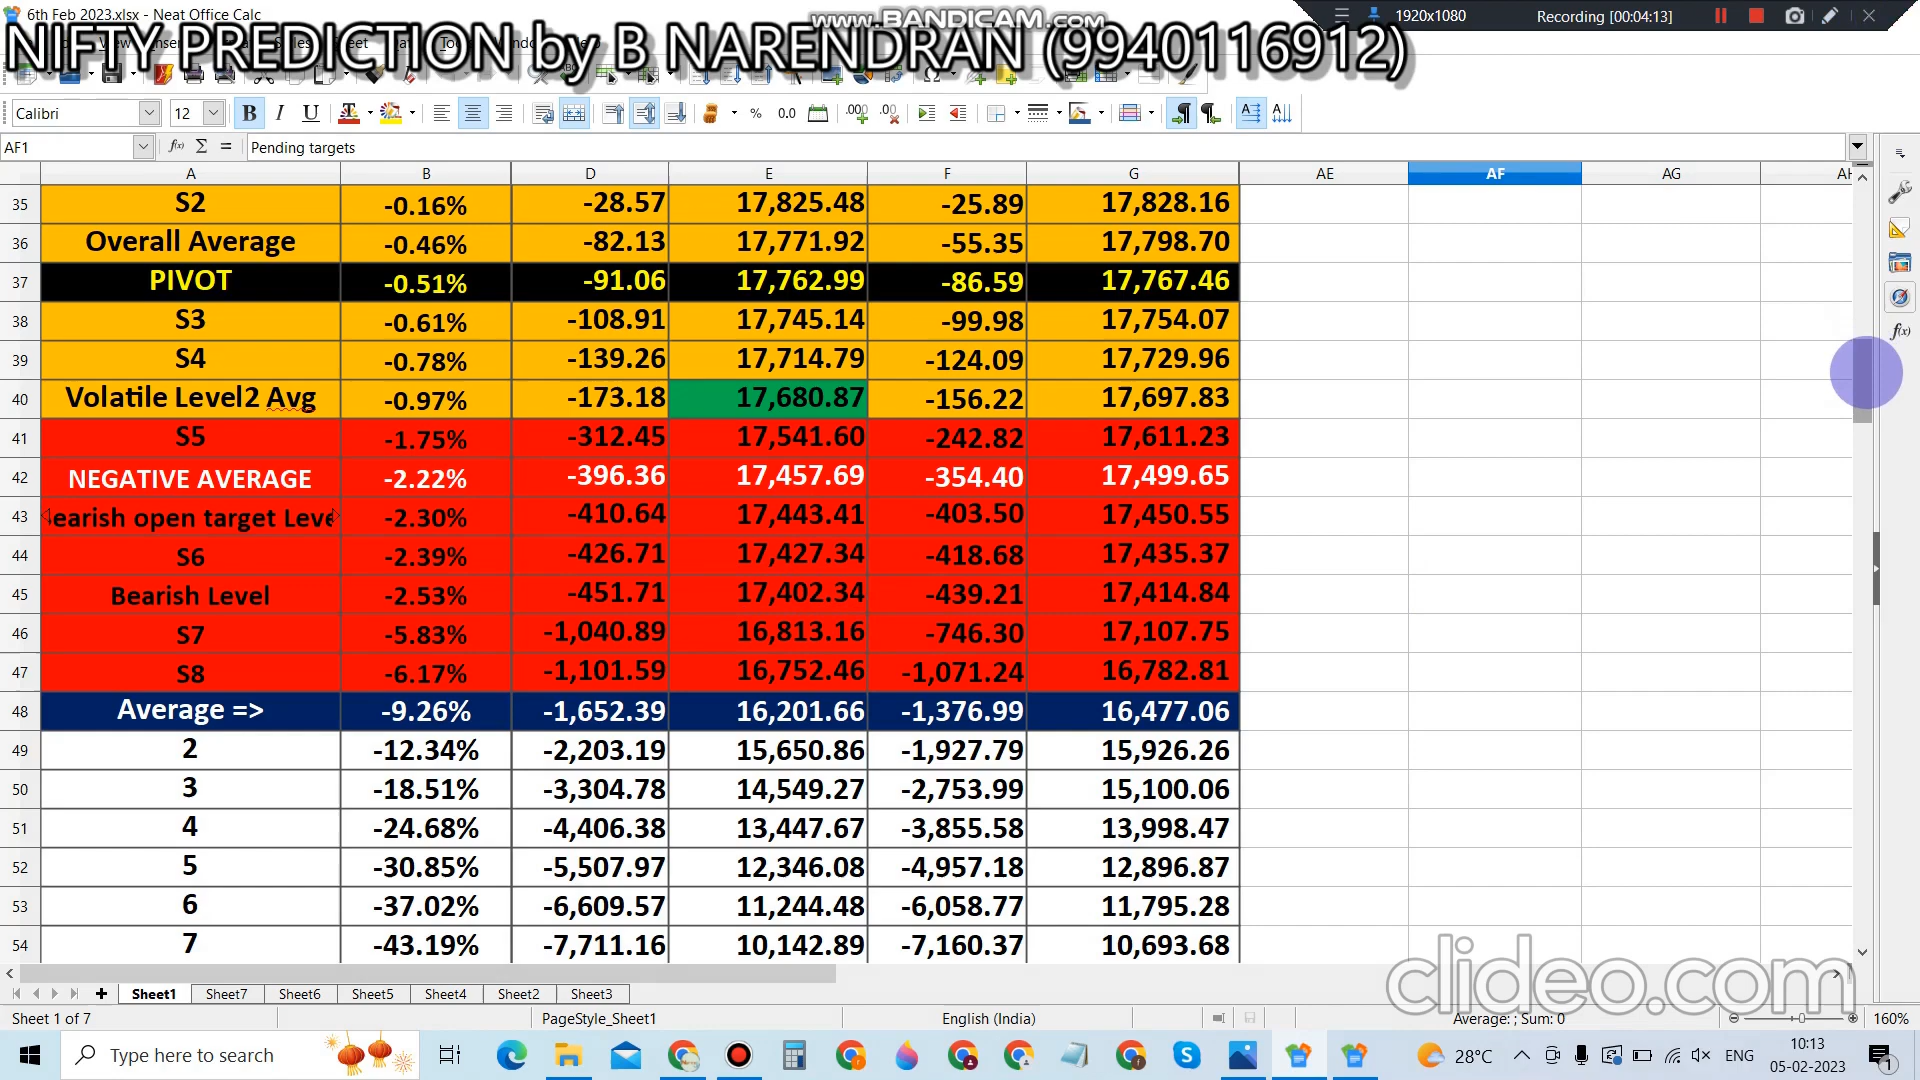 6th Feb 2023.xlsx - Neat Office Calc
www.BANDICAM.com
1920x1080
Recording [00:04:13]
NIFTY PREDICTION by B NARENDRAN (9940116912)
Calibri
12
B I U
% 0.0
AF1
Pending targets
A B D E F G AE AF AG AH
35 S2 -0.16% -28.57 17,825.48 -25.89 17,828.16
36 Overall Average -0.46% -82.13 17,771.92 -55.35 17,798.70
37 PIVOT -0.51% -91.06 17,762.99 -86.59 17,767.46
38 S3 -0.61% -108.91 17,745.14 -99.98 17,754.07
39 S4 -0.78% -139.26 17,714.79 -124.09 17,729.96
40 Volatile Level2 Avg -0.97% -173.18 17,680.87 -156.22 17,697.83
41 S5 -1.75% -312.45 17,541.60 -242.82 17,611.23
42 NEGATIVE AVERAGE -2.22% -396.36 17,457.69 -354.40 17,499.65
43 earish open target Leve -2.30% -410.64 17,443.41 -403.50 17,450.55
44 S6 -2.39% -426.71 17,427.34 -418.68 17,435.37
45 Bearish Level -2.53% -451.71 17,402.34 -439.21 17,414.84
46 S7 -5.83% -1,040.89 16,813.16 -746.30 17,107.75
47 S8 -6.17% -1,101.59 16,752.46 -1,071.24 16,782.81
48 Average => -9.26% -1,652.39 16,201.66 -1,376.99 16,477.06
49 2 -12.34% -2,203.19 15,650.86 -1,927.79 15,926.26
50 3 -18.51% -3,304.78 14,549.27 -2,753.99 15,100.06
51 4 -24.68% -4,406.38 13,447.67 -3,855.58 13,998.47
52 5 -30.85% -5,507.97 12,346.08 -4,957.18 12,896.87
53 6 -37.02% -6,609.57 11,244.48 -6,058.77 11,795.28
54 7 -43.19% -7,711.16 10,142.89 -7,160.37 10,693.68
clideo.com
Sheet1 Sheet7 Sheet6 Sheet5 Sheet4 Sheet2 Sheet3
Sheet 1 of 7
PageStyle_Sheet1
English (India)
Average: ; Sum: 0
160%
Type here to search
28°C
ENG
10:13
05-02-2023
1